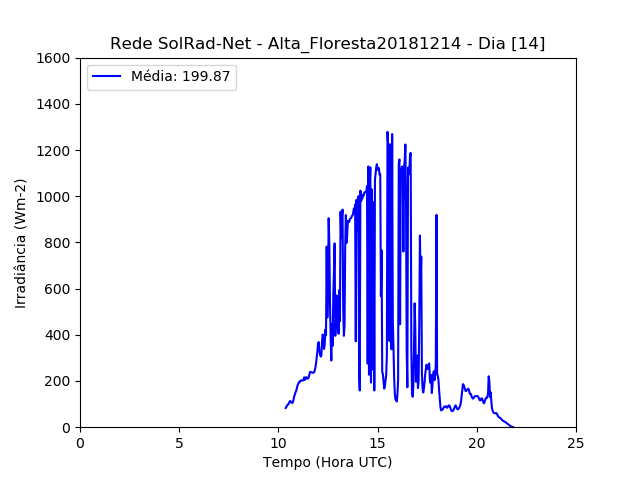 Rede SolRad-Net - Alta_Floresta20181214 - Dia [14]
Média: 199.87
Irradiância (Wm-2)
1600
1400
1200
1000
800
600
400
200
0
0 5 10 15 20 25
Tempo (Hora UTC)